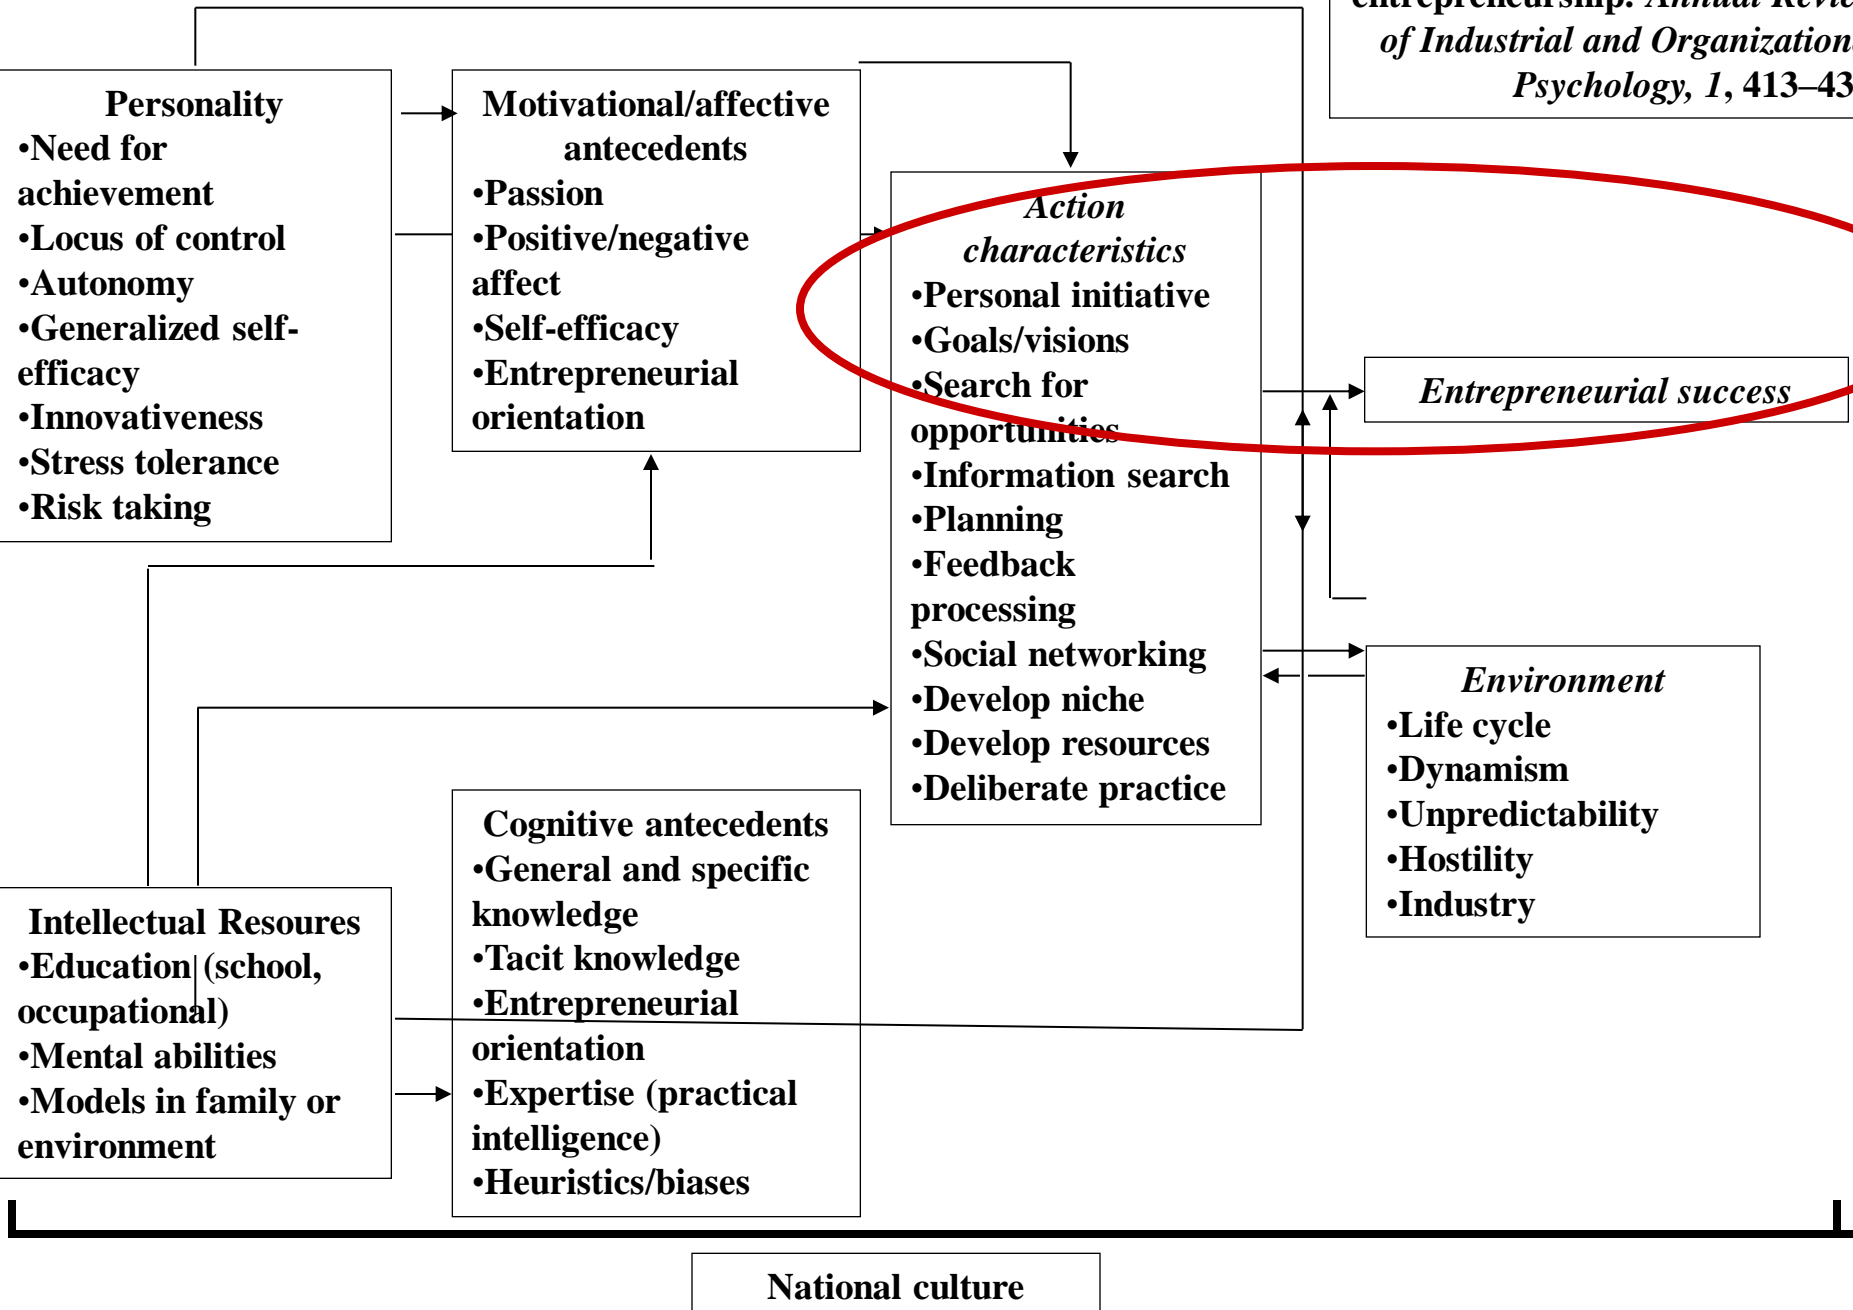 entrepreneurship. Annual Revie
of Industrial and Organization
Psychology, 1, 413–43
Personality
•Need for
achievement
•Locus of control
•Autonomy
•Generalized self-
efficacy
•Innovativeness
•Stress tolerance
•Risk taking
Motivational/affective
antecedents
•Passion
•Positive/negative
affect
•Self-efficacy
•Entrepreneurial
orientation
Action
characteristics
•Personal initiative
•Goals/visions
•Search for
opportunities
•Information search
•Planning
•Feedback
processing
•Social networking
•Develop niche
•Develop resources
•Deliberate practice
Entrepreneurial success
Environment
•Life cycle
•Dynamism
•Unpredictability
•Hostility
•Industry
Intellectual Resoures
•Education (school,
occupational)
•Mental abilities
•Models in family or
environment
Cognitive antecedents
•General and specific
knowledge
•Tacit knowledge
•Entrepreneurial
orientation
•Expertise (practical
intelligence)
•Heuristics/biases
National culture